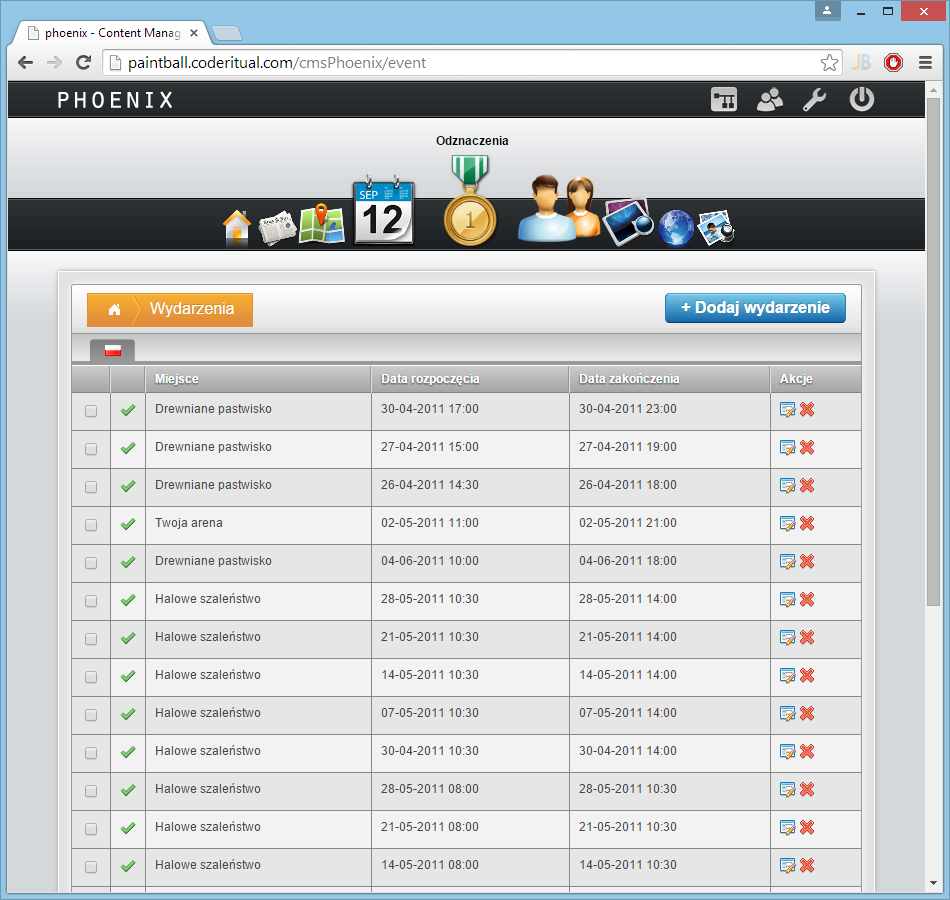 phoenix - Content Manag
paintball.coderitual.com/cmsPhoenix/event
JB
PHOENIX
Odznaczenia
SEP
12
1
Wydarzenia
+ Dodaj wydarzenie
Miejsce Data rozpoczęcia Data zakończenia Akcje
Drewniane pastwisko 30-04-2011 17:00 30-04-2011 23:00
Drewniane pastwisko 27-04-2011 15:00 27-04-2011 19:00
Drewniane pastwisko 26-04-2011 14:30 26-04-2011 18:00
Twoja arena 02-05-2011 11:00 02-05-2011 21:00
Drewniane pastwisko 04-06-2011 10:00 04-06-2011 18:00
Halowe szaleństwo 28-05-2011 10:30 28-05-2011 14:00
Halowe szaleństwo 21-05-2011 10:30 21-05-2011 14:00
Halowe szaleństwo 14-05-2011 10:30 14-05-2011 14:00
Halowe szaleństwo 07-05-2011 10:30 07-05-2011 14:00
Halowe szaleństwo 30-04-2011 10:30 30-04-2011 14:00
Halowe szaleństwo 28-05-2011 08:00 28-05-2011 10:30
Halowe szaleństwo 21-05-2011 08:00 21-05-2011 10:30
Halowe szaleństwo 14-05-2011 08:00 14-05-2011 10:30